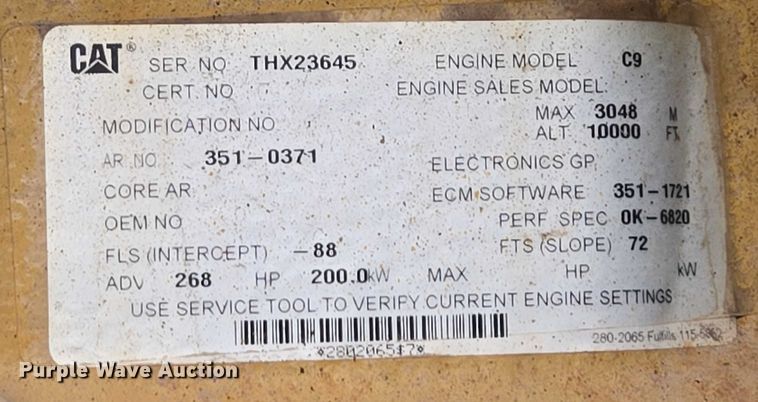 CAT® SER NO THX23645 ENGINE MODEL C9
CERT. NO ENGINE SALES MODEL:
MAX 3048 M
MODIFICATION NO ALT 10000 FT
AR NO 351-0371 ELECTRONICS GP
CORE AR ECM SOFTWARE 351-1721
OEM NO PERF SPEC 0K-6820
FLS (INTERCEPT) -88 FTS (SLOPE) 72
ADV 268 HP 200.0kW MAX HP kW
USE SERVICE TOOL TO VERIFY CURRENT ENGINE SETTINGS
280-2065 Fulfills
Purple Wave Auction